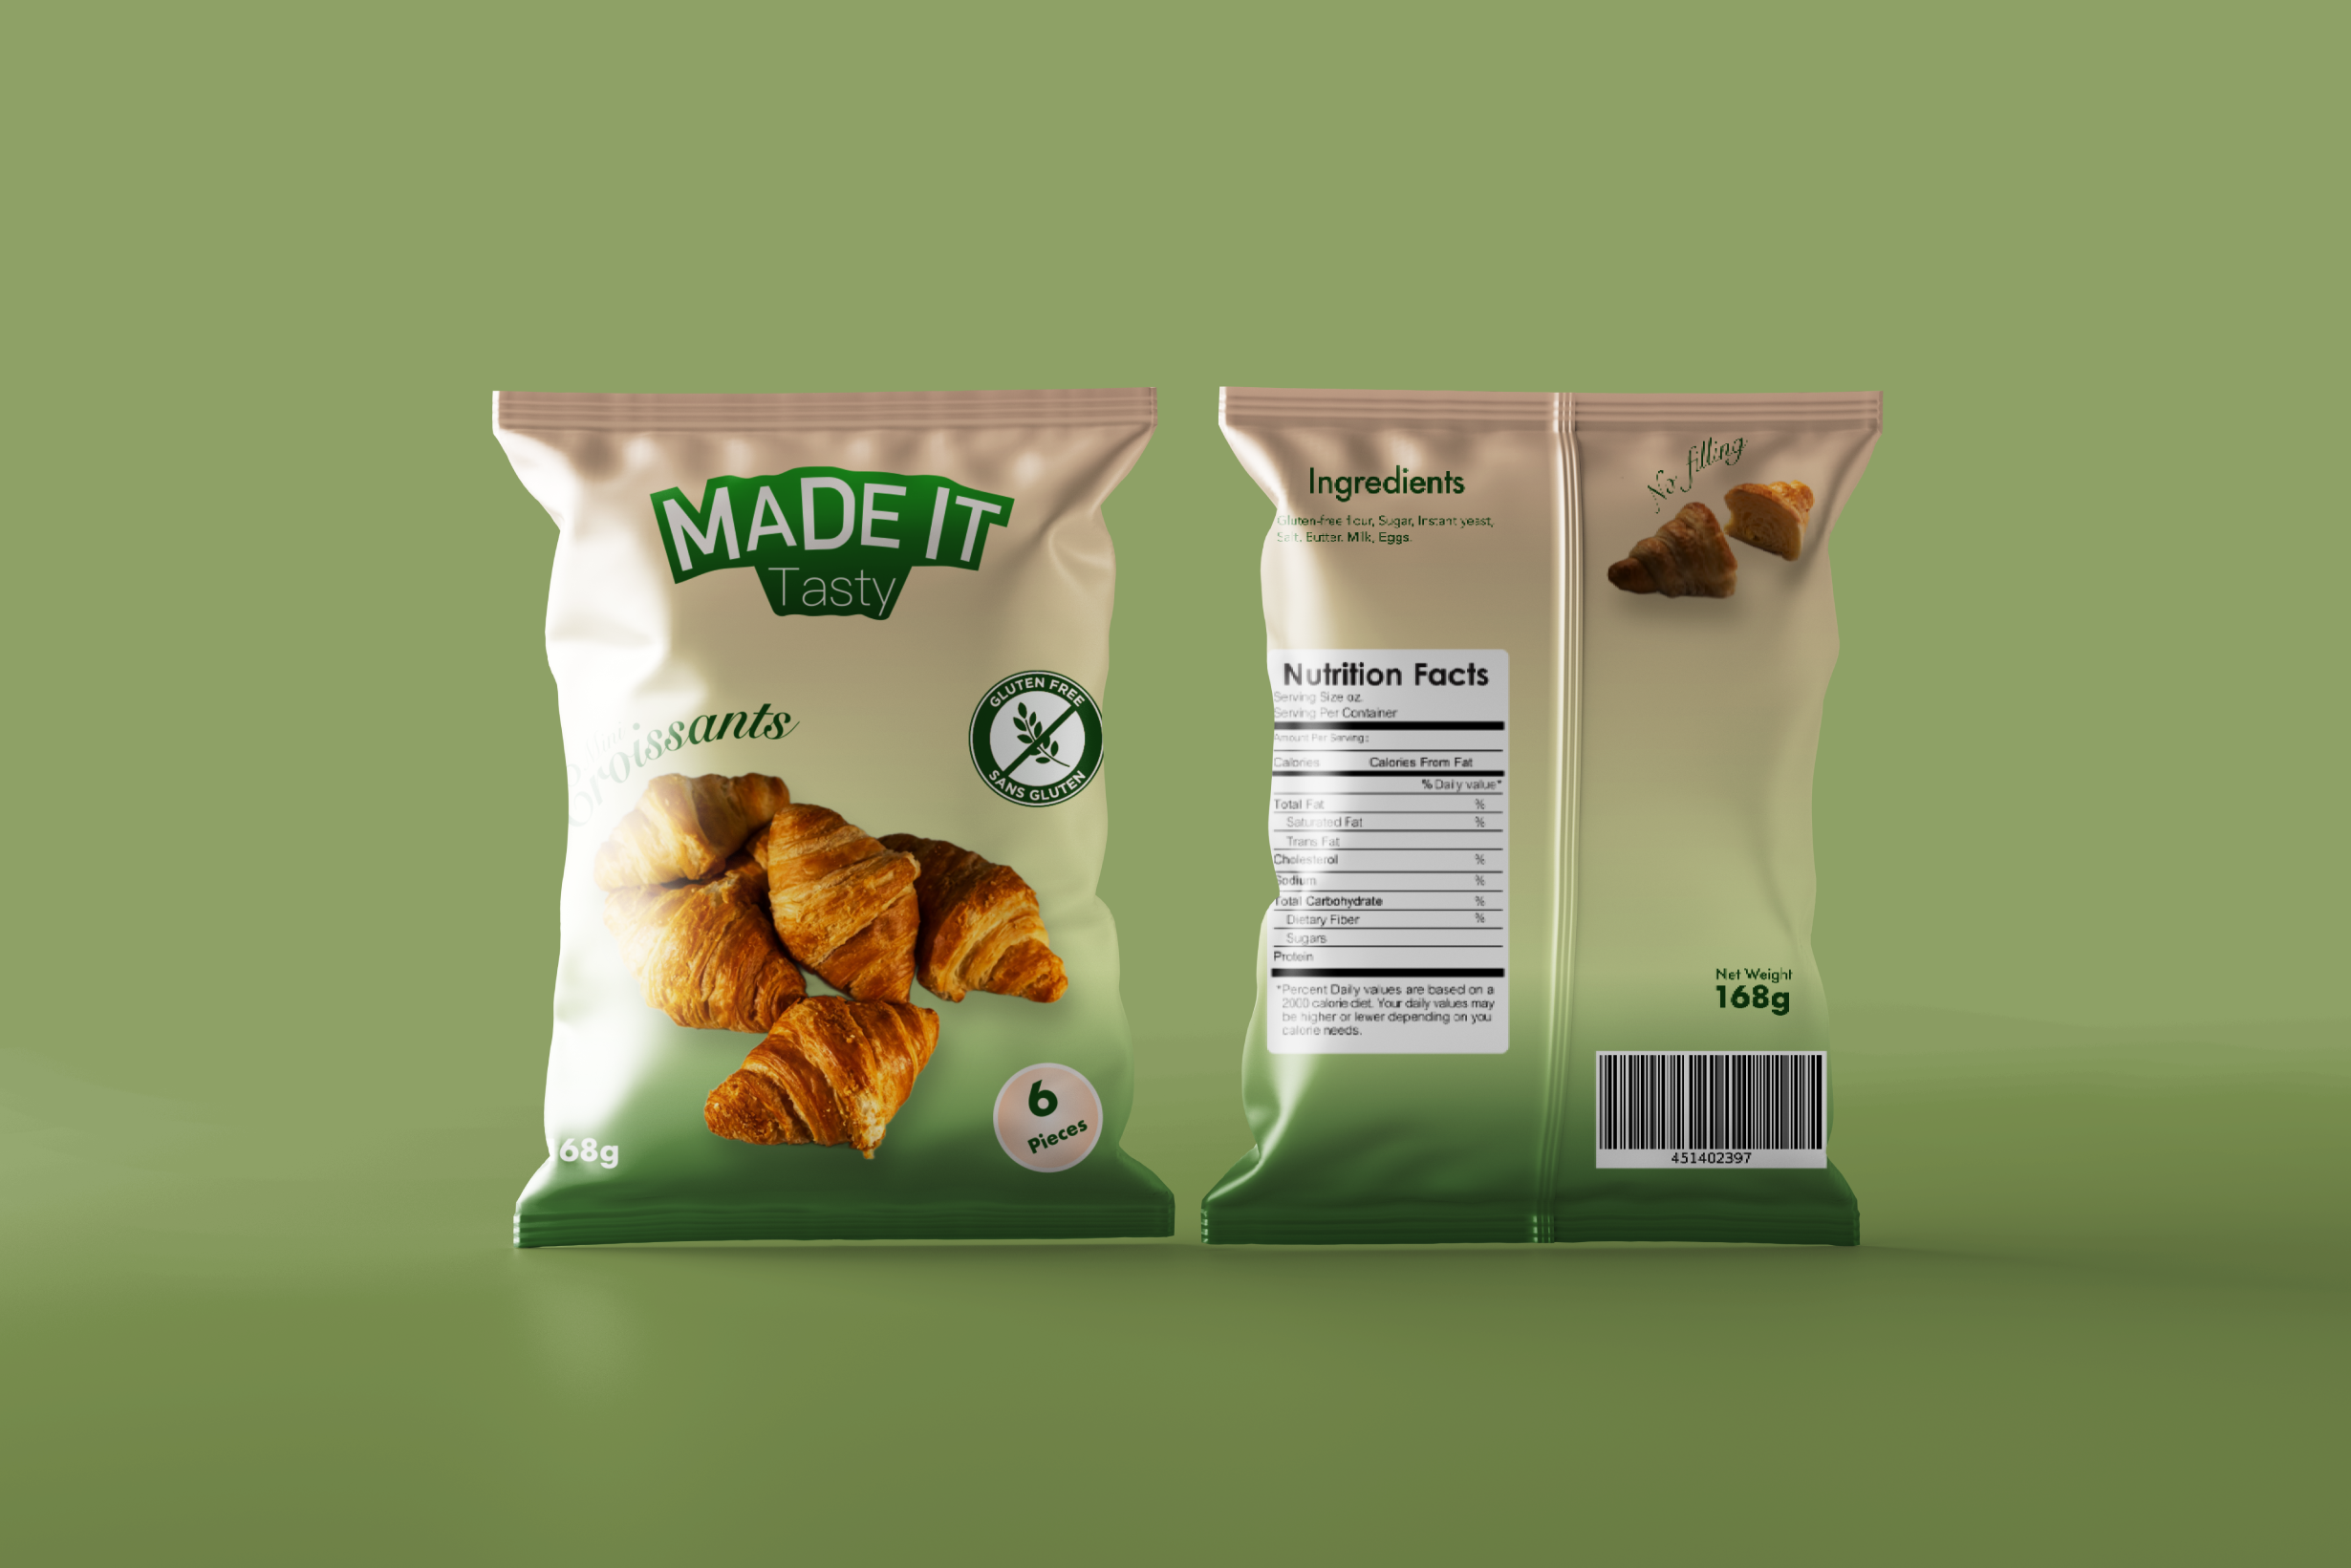 MADE IT
Tasty
GLUTEN FREE
SANS GLUTEN
Mini
Croissants
6
Pieces
68g
Ingredients
Gluten-free flour, Sugar, Instant yeast,
Salt, Butter. Milk, Eggs.
No filling
Nutrition Facts
Serving Size oz.
Serving Per Container
Amount Per Serving:
Calories Calories From Fat
% Daily value*
Total Fat %
Saturated Fat %
Trans Fat
Cholesterol %
Sodium %
Total Carbohydrate %
Dietary Fiber %
Sugars
Protein
*Percent Daily values are based on a
2000 calorie diet. Your daily values may
be higher or lower depending on you
calorie needs.
Net Weight
168g
451402397